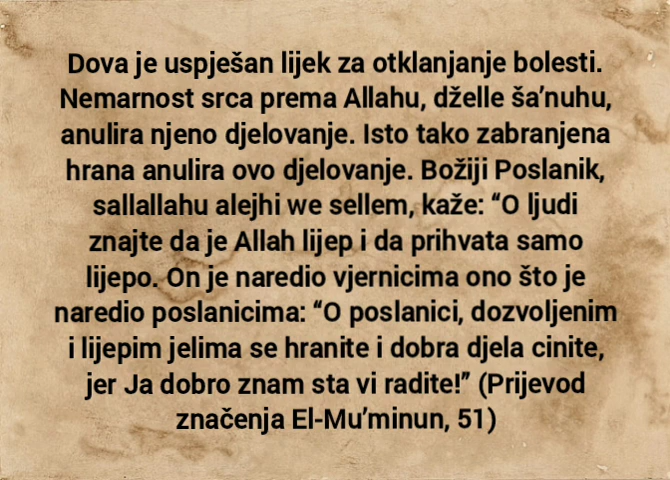 Dova je uspješan lijek za otklanjanje bolesti.
Nemarnost srca prema Allahu, dželle ša’nuhu,
anulira njeno djelovanje. Isto tako zabranjena
hrana anulira ovo djelovanje. Božiji Poslanik,
sallallahu alejhi we sellem, kaže: “O ljudi
znajte da je Allah lijep i da prihvata samo
lijepo. On je naredio vjernicima ono što je
naredio poslanicima: “O poslanici, dozvoljenim
i lijepim jelima se hranite i dobra djela cinite,
jer Ja dobro znam sta vi radite!” (Prijevod
značenja El-Mu’minun, 51)